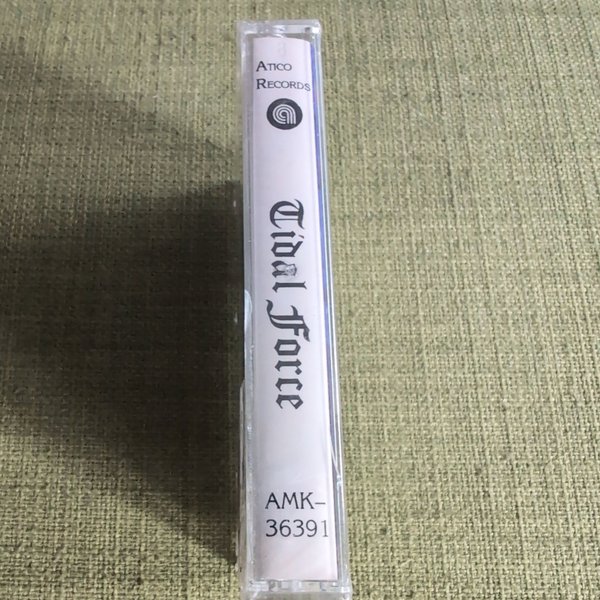 Atico
Records
Tidal Force
AMK-
36391